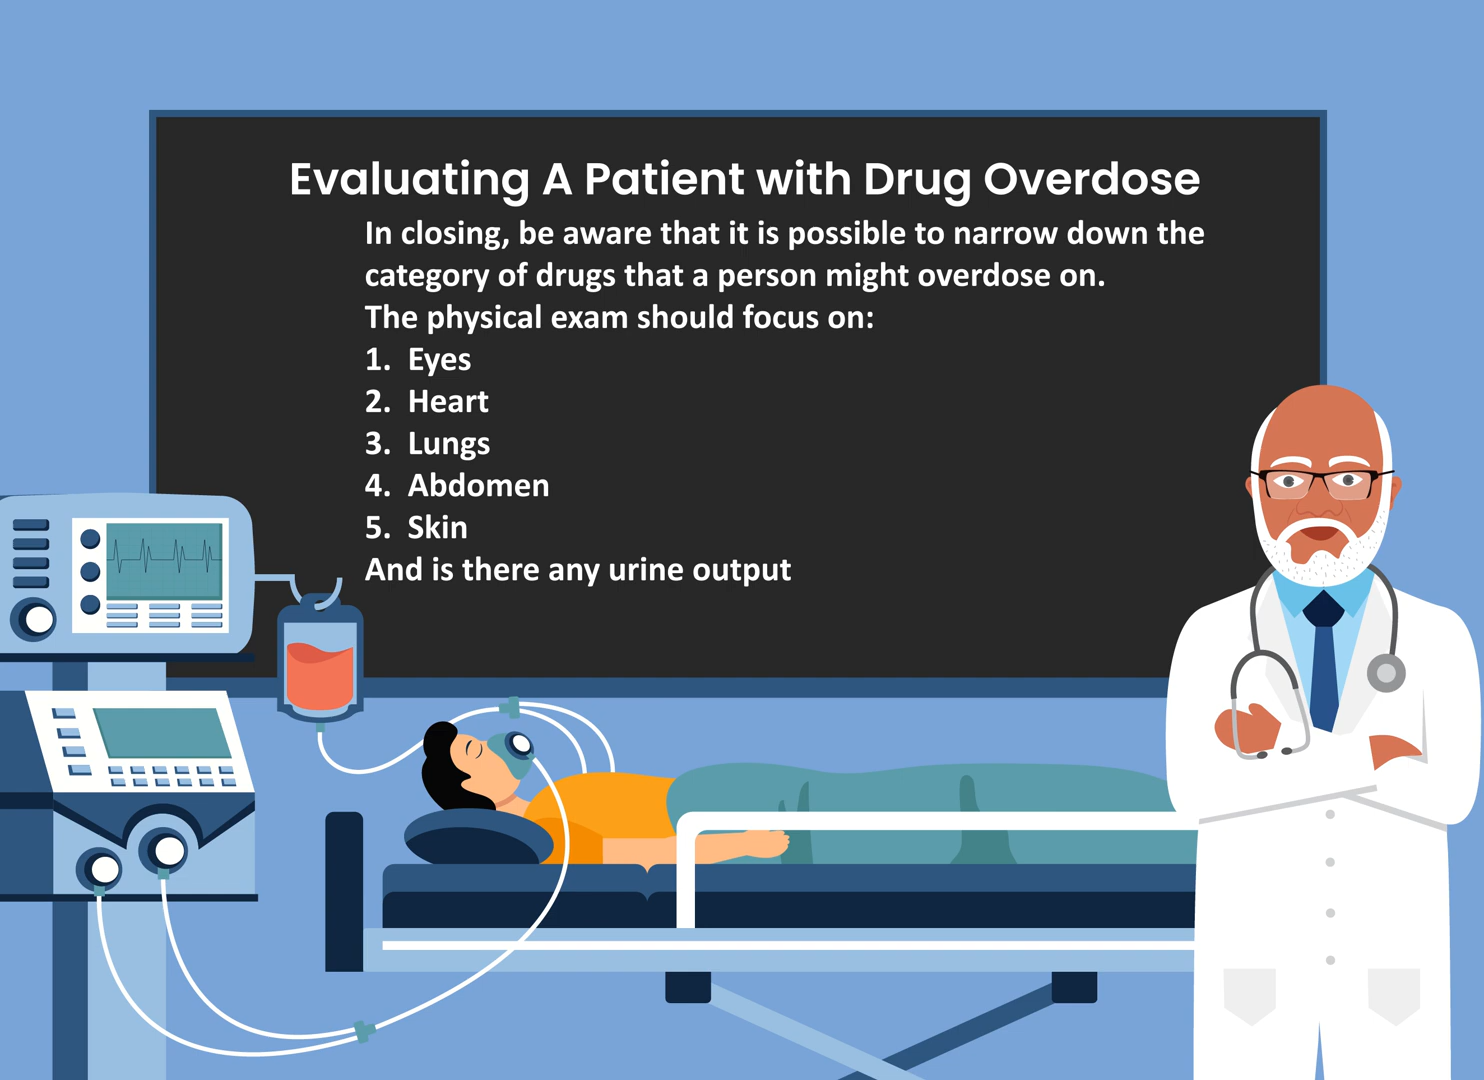 Evaluating A Patient with Drug Overdose
In closing, be aware that it is possible to narrow down the
category of drugs that a person might overdose on.
The physical exam should focus on:
1. Eyes
2. Heart
3. Lungs
4. Abdomen
5. Skin
And is there any urine output